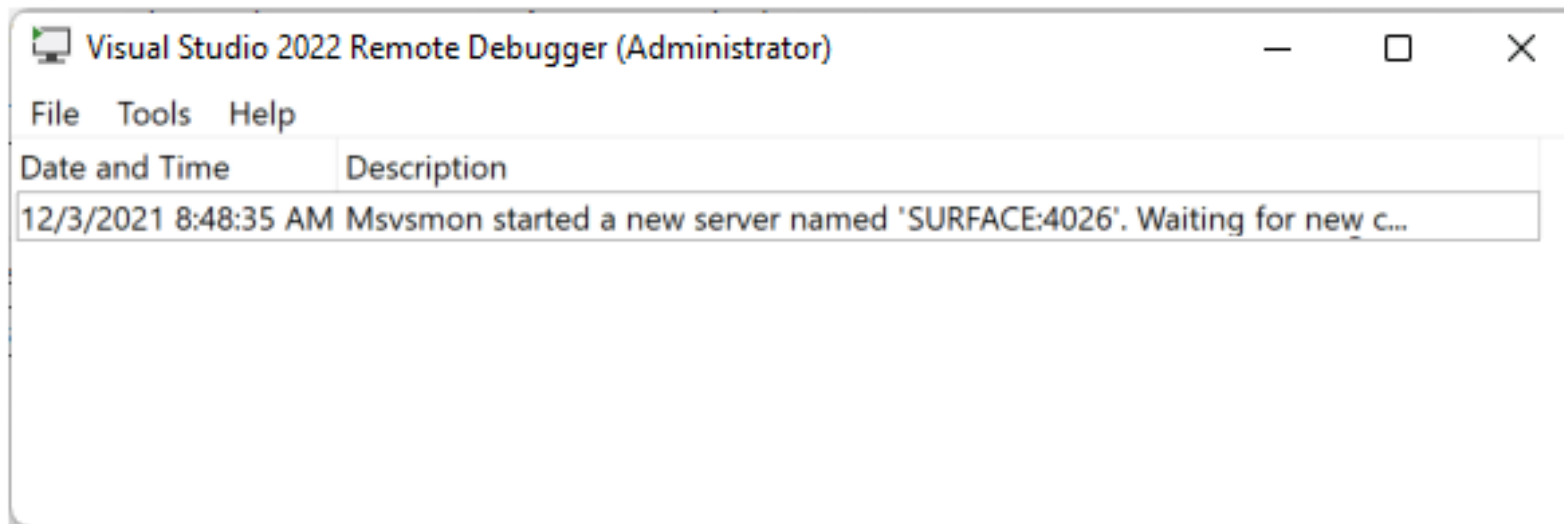 Visual Studio 2022 Remote Debugger (Administrator)
File Tools Help
Date and Time Description
12/3/2021 8:48:35 AM Msvsmon started a new server named 'SURFACE:4026'. Waiting for new c...